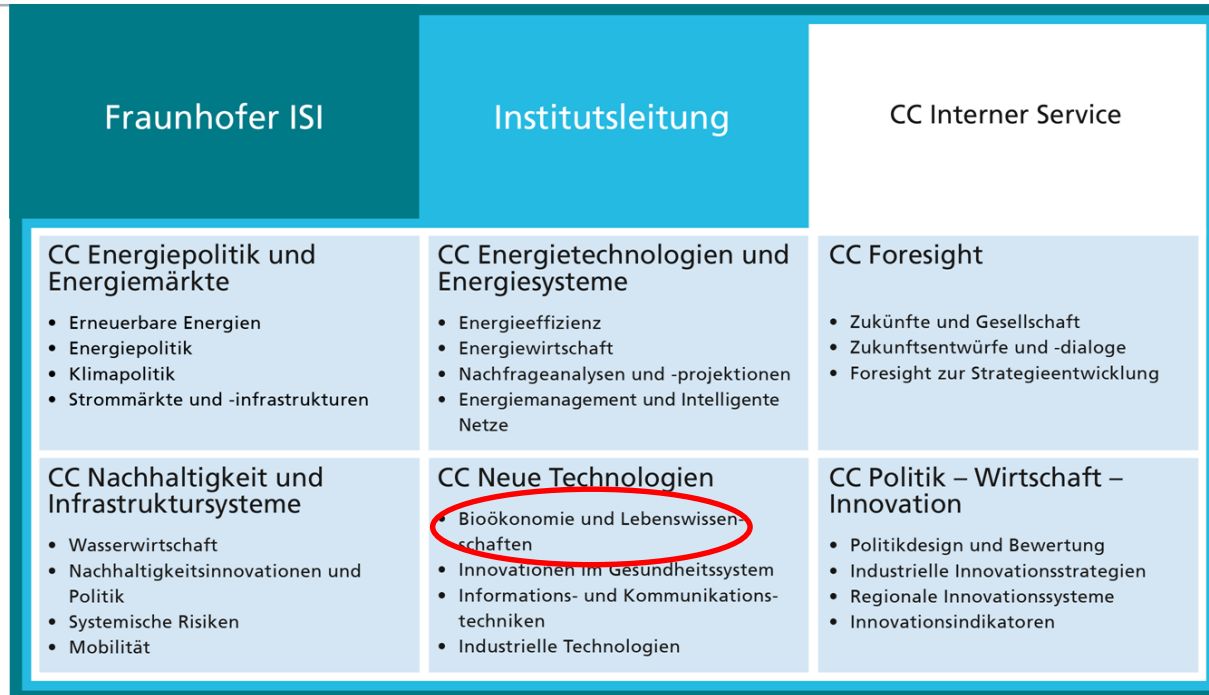 Fraunhofer ISI
Institutsleitung
CC Interner Service
CC Energiepolitik und
Energiemärkte
• Erneuerbare Energien
• Energiepolitik
• Klimapolitik
• Strommärkte und -infrastrukturen
CC Energietechnologien und
Energiesysteme
• Energieeffizienz
• Energiewirtschaft
• Nachfrageanalysen und -projektionen
• Energiemanagement und Intelligente
Netze
CC Foresight
• Zukünfte und Gesellschaft
• Zukunftsentwürfe und -dialoge
• Foresight zur Strategieentwicklung
CC Nachhaltigkeit und
Infrastruktursysteme
• Wasserwirtschaft
• Nachhaltigkeitsinnovationen und
Politik
• Systemische Risiken
• Mobilität
CC Neue Technologien
• Bioökonomie und Lebenswissen-
schaften
• Innovationen im Gesundheitssystem
• Informations- und Kommunikations-
techniken
• Industrielle Technologien
CC Politik – Wirtschaft –
Innovation
• Politikdesign und Bewertung
• Industrielle Innovationsstrategien
• Regionale Innovationssysteme
• Innovationsindikatoren